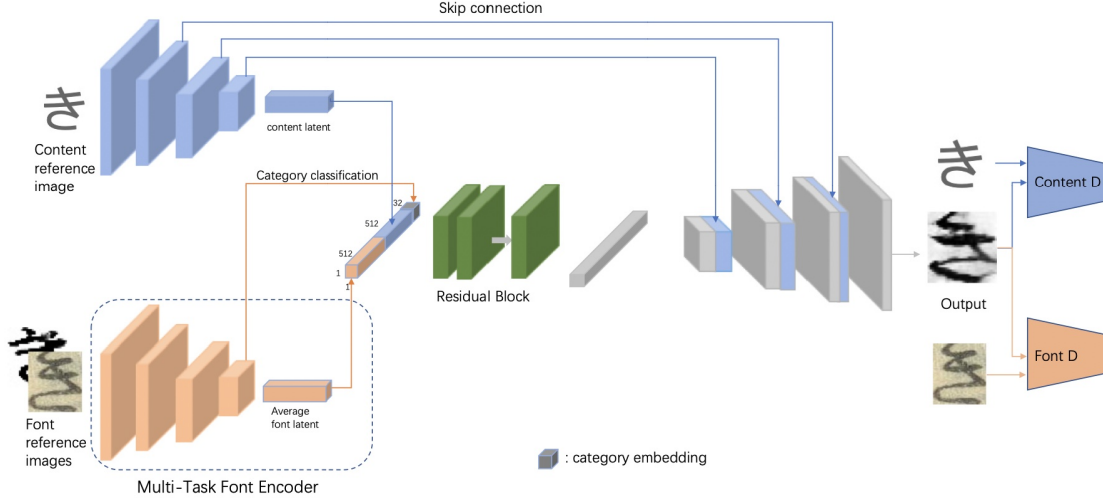 Skip connection
き
Content
reference
image
content latent
Category classification
32
512
512
1
1
Residual Block
き
Content D
Output
Font D
Font
reference
images
Average
font latent
: category embedding
Multi-Task Font Encoder